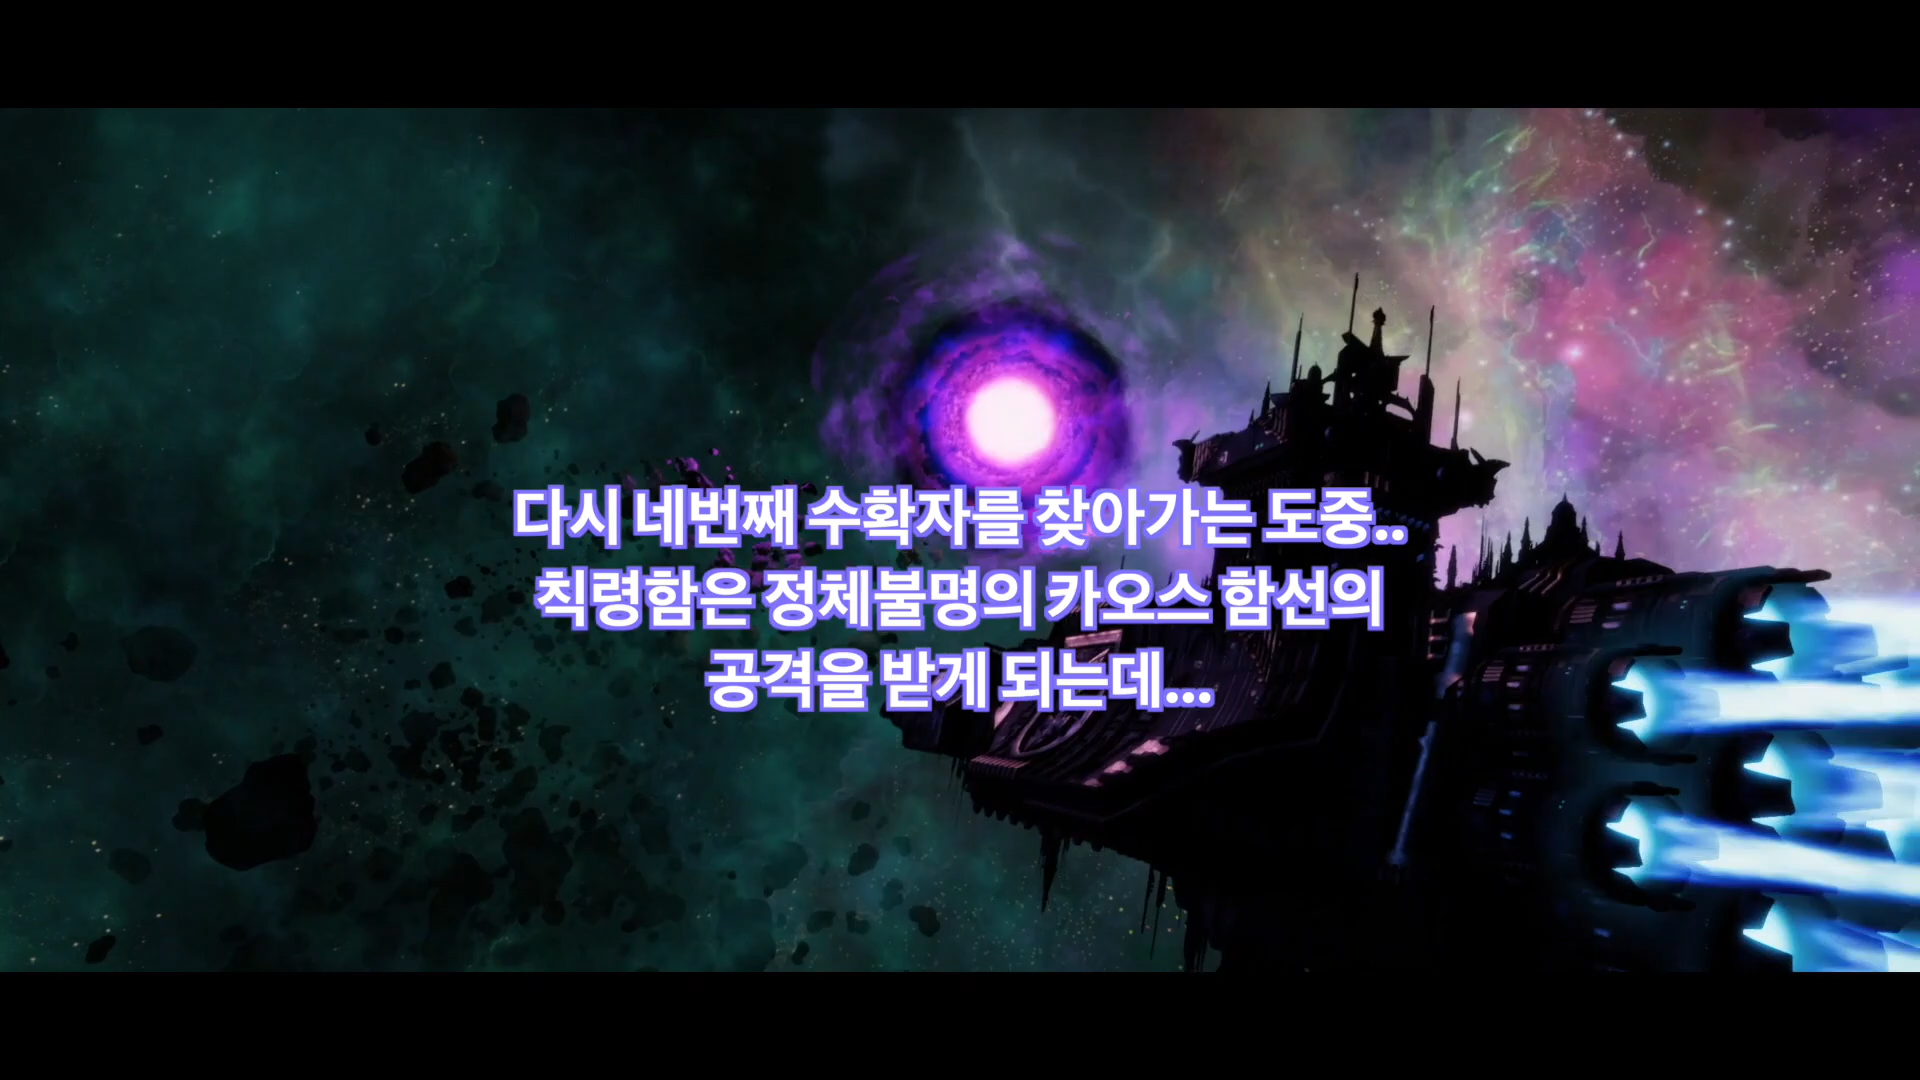 다시 네번째 수확자를 찾아가는 도중..
칙령함은 정체불명의 카오스 함선의
공격을 받게 되는데...